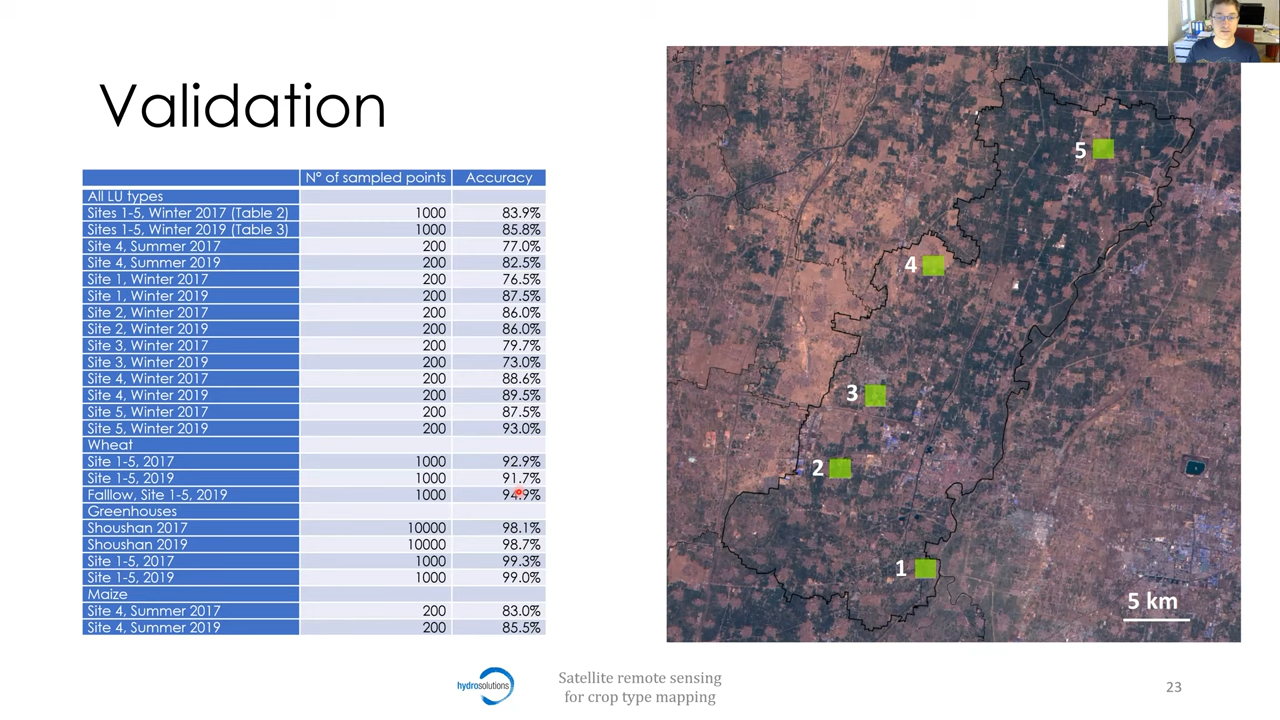 Validation
N° of sampled points Accuracy
All LU types
Sites 1-5, Winter 2017 (Table 2) 1000 83.9%
Sites 1-5, Winter 2019 (Table 3) 1000 85.8%
Site 4, Summer 2017 200 77.0%
Site 4, Summer 2019 200 82.5%
Site 1, Winter 2017 200 76.5%
Site 1, Winter 2019 200 87.5%
Site 2, Winter 2017 200 86.0%
Site 2, Winter 2019 200 86.0%
Site 3, Winter 2017 200 79.7%
Site 3, Winter 2019 200 73.0%
Site 4, Winter 2017 200 88.6%
Site 4, Winter 2019 200 89.5%
Site 5, Winter 2017 200 87.5%
Site 5, Winter 2019 200 93.0%
Wheat
Site 1-5, 2017 1000 92.9%
Site 1-5, 2019 1000 91.7%
Falllow, Site 1-5, 2019 1000 94.9%
Greenhouses
Shoushan 2017 10000 98.1%
Shoushan 2019 10000 98.7%
Site 1-5, 2017 1000 99.3%
Site 1-5, 2019 1000 99.0%
Maize
Site 4, Summer 2017 200 83.0%
Site 4, Summer 2019 200 85.5%
5
4
3
2
1
5 km
hydrosolutions
Satellite remote sensing
for crop type mapping
23